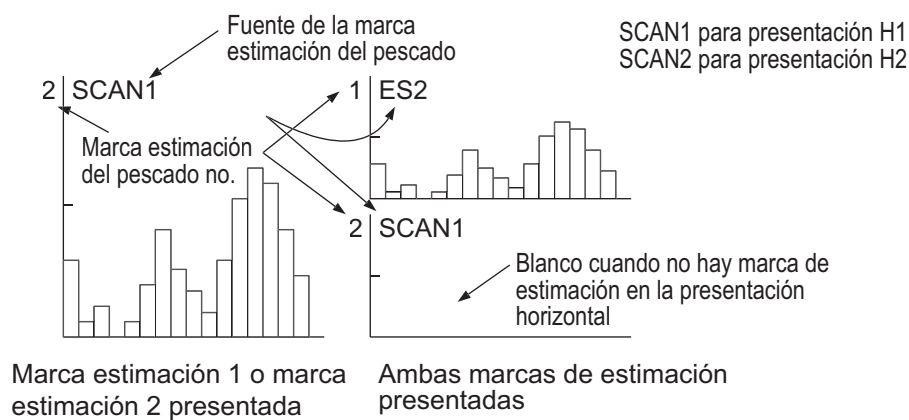 Fuente de la marca
estimación del pescado
SCAN1 para presentación H1
SCAN2 para presentación H2
2 SCAN1
1 ES2
Marca estimación
del pescado no.
2 SCAN1
Blanco cuando no hay marca de
estimación en la presentación
horizontal
Marca estimación 1 o marca
estimación 2 presentada
Ambas marcas de estimación
presentadas